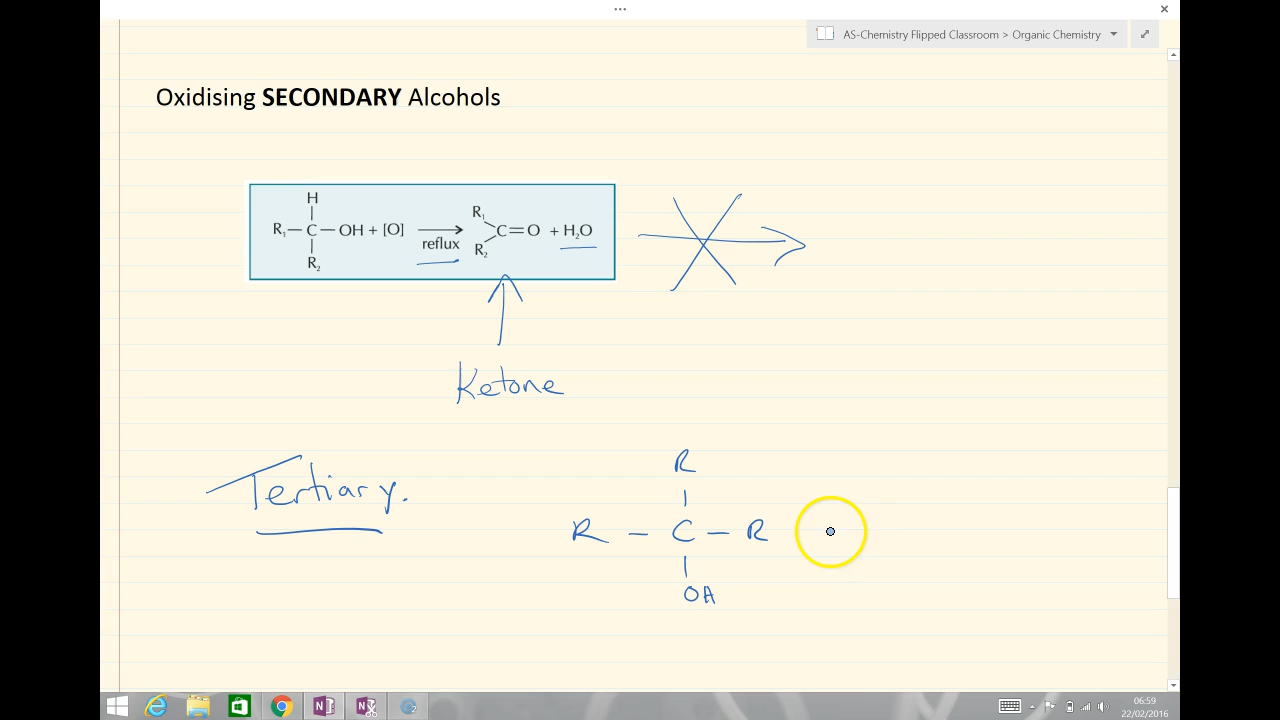 AS-Chemistry Flipped Classroom > Organic Chemistry
Oxidising SECONDARY Alcohols
H
R₁—C—OH + [O] → reflux R₁ C=O + H₂O
R₂ R₂
Ketone
Tertiary.
R
R – C – R
OH
06:59
22/02/2016